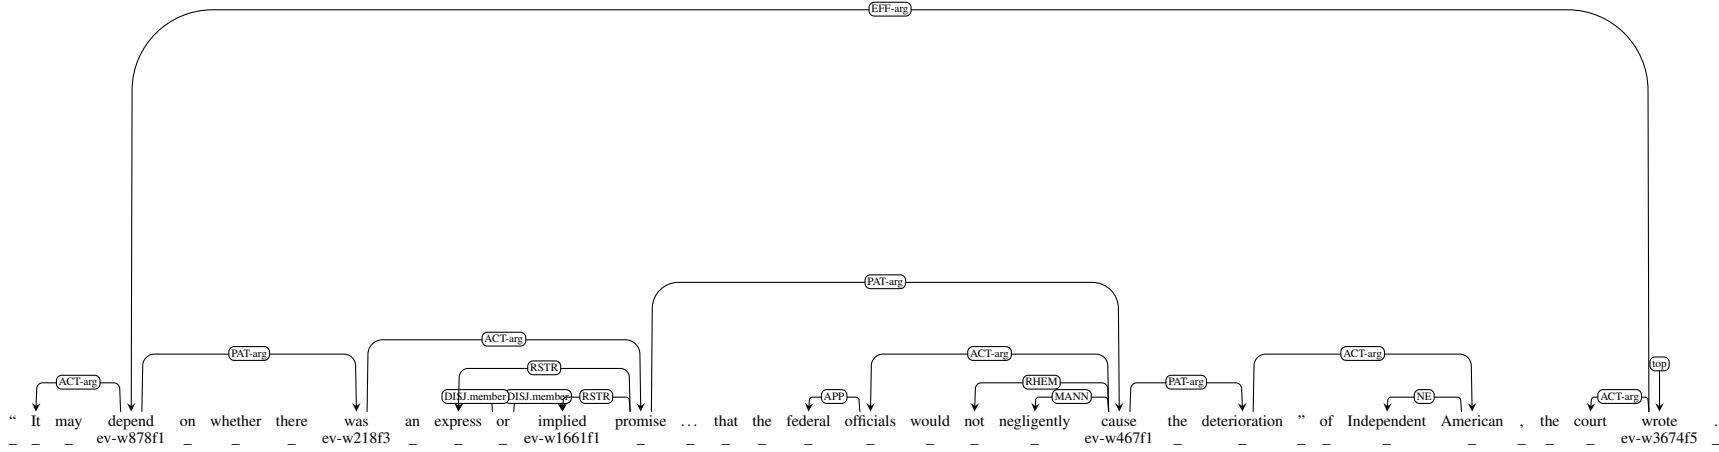 EFF-arg
PAT-arg
ACT-arg
PAT-arg RSTR ACT-arg ACT-arg top
ACT-arg RHEM PAT-arg
DISJ.member DISJ.member RSTR APP MANN NE ACT-arg
“ It may depend on whether there was an express or implied promise … that the federal officials would not negligently cause the deterioration ” of Independent American , the court wrote .
_ _ _ ev-w878f1 _ _ _ ev-w218f3 _ _ _ ev-w1661f1 _ _ _ _ _ _ _ _ _ ev-w467f1 _ _ _ _ _ _ _ _ _ ev-w3674f5 _